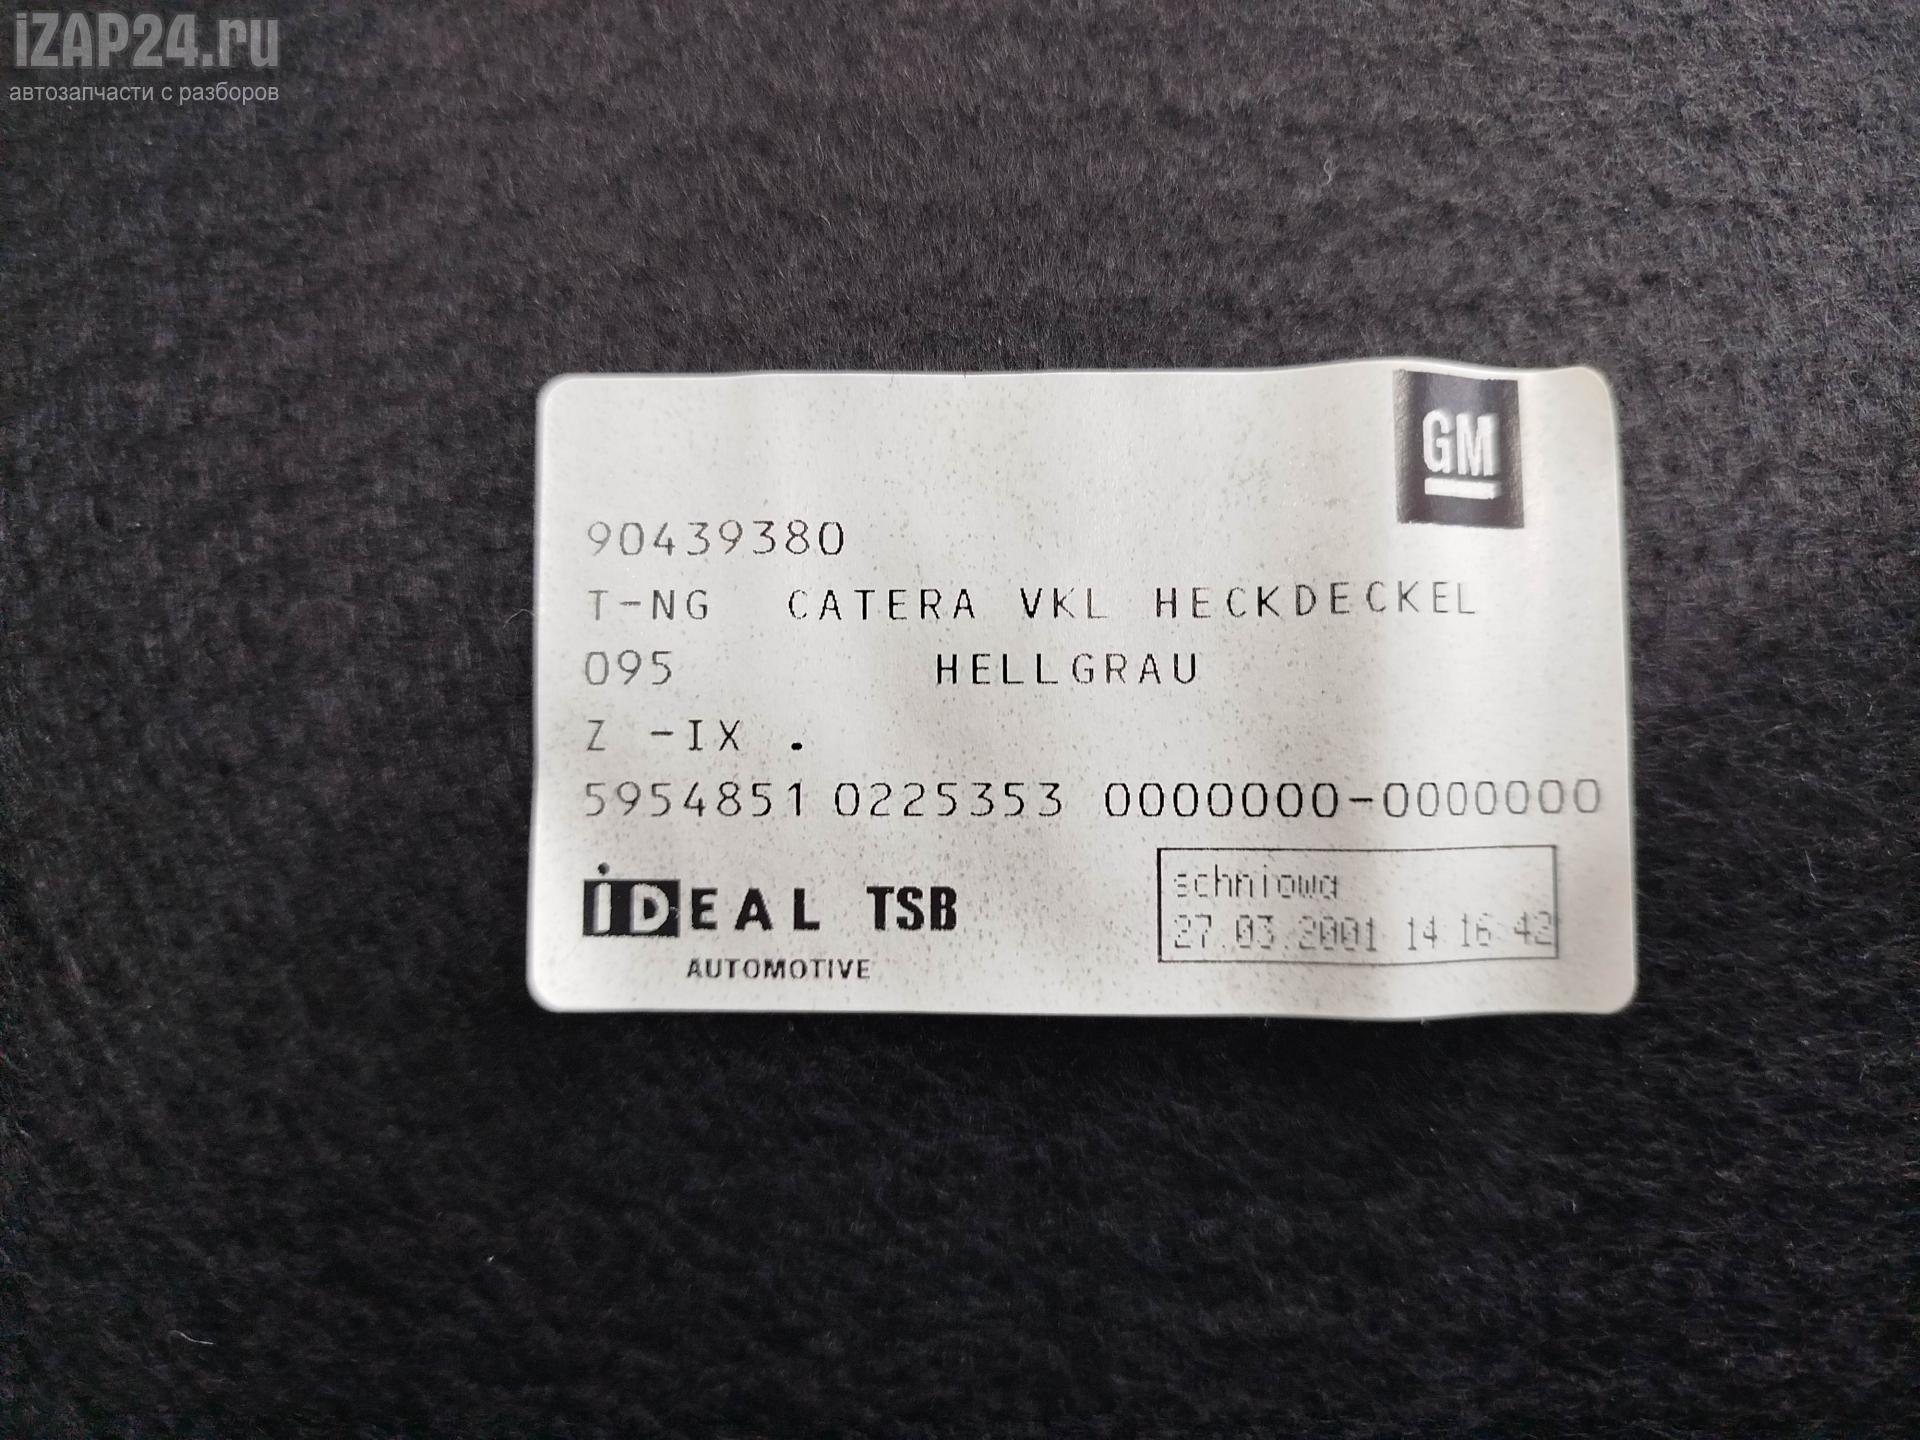 iZAP24.ru
автозапчасти с разборов
GM
90439380
T-NG CATERA VKL HECKDECKEL
095 HELLGRAU
Z -IX .
5954851 0225353 0000000-0000000
iDEAL TSB
AUTOMOTIVE
schniowa
27.03.2001 14:16:42